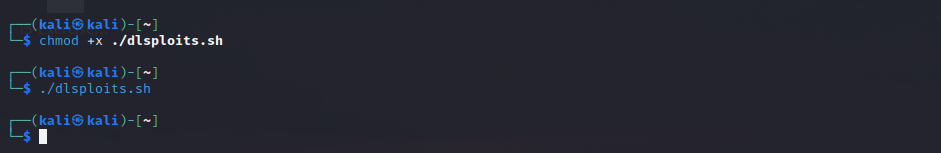 ┌──(kali㉿kali)-[~]
└─$ chmod +x ./dlsploits.sh
┌──(kali㉿kali)-[~]
└─$ ./dlsploits.sh
┌──(kali㉿kali)-[~]
└─$